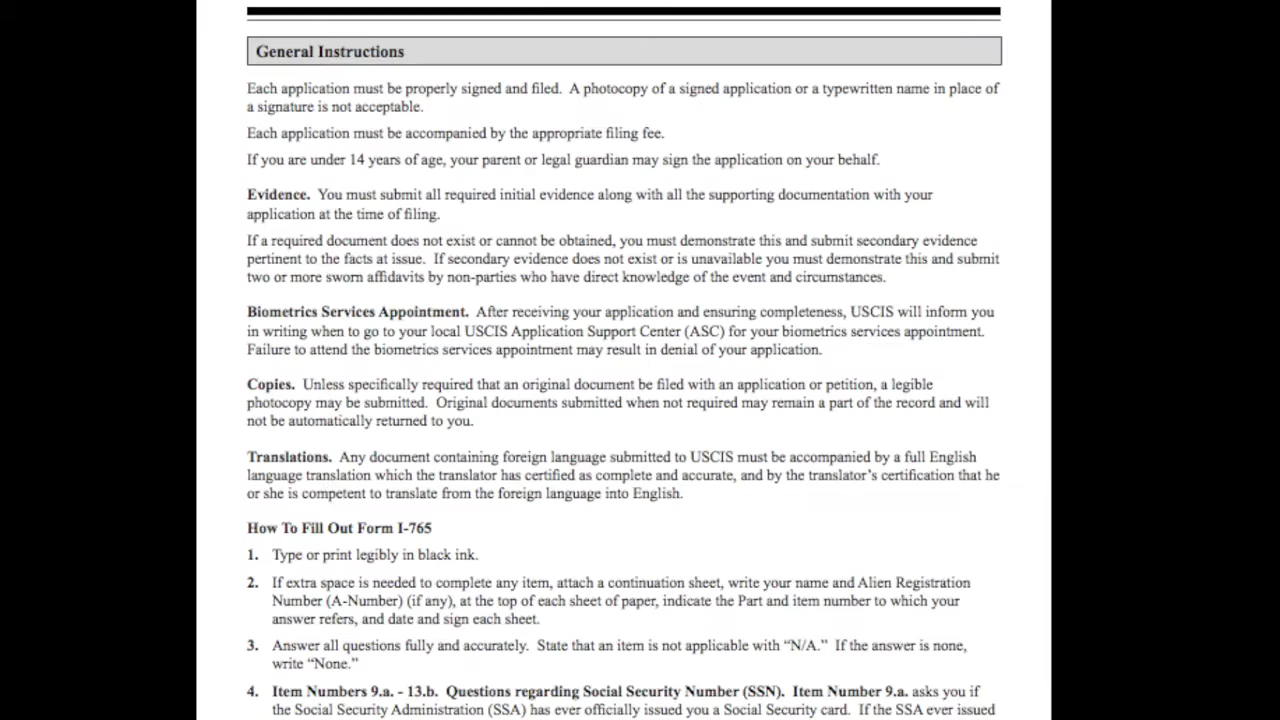 General Instructions
Each application must be properly signed and filed.  A photocopy of a signed application or a typewritten name in place of
a signature is not acceptable.
Each application must be accompanied by the appropriate filing fee.
If you are under 14 years of age, your parent or legal guardian may sign the application on your behalf.
Evidence.  You must submit all required initial evidence along with all the supporting documentation with your
application at the time of filing.
If a required document does not exist or cannot be obtained, you must demonstrate this and submit secondary evidence
pertinent to the facts at issue.  If secondary evidence does not exist or is unavailable you must demonstrate this and submit
two or more sworn affidavits by non-parties who have direct knowledge of the event and circumstances.
Biometrics Services Appointment.  After receiving your application and ensuring completeness, USCIS will inform you
in writing when to go to your local USCIS Application Support Center (ASC) for your biometrics services appointment.
Failure to attend the biometrics services appointment may result in denial of your application.
Copies.  Unless specifically required that an original document be filed with an application or petition, a legible
photocopy may be submitted.  Original documents submitted when not required may remain a part of the record and will
not be automatically returned to you.
Translations.  Any document containing foreign language submitted to USCIS must be accompanied by a full English
language translation which the translator has certified as complete and accurate, and by the translator’s certification that he
or she is competent to translate from the foreign language into English.
How To Fill Out Form I-765
1. Type or print legibly in black ink.
2. If extra space is needed to complete any item, attach a continuation sheet, write your name and Alien Registration
Number (A-Number) (if any), at the top of each sheet of paper, indicate the Part and item number to which your
answer refers, and date and sign each sheet.
3. Answer all questions fully and accurately.  State that an item is not applicable with “N/A.”  If the answer is none,
write “None.”
4. Item Numbers 9.a. - 13.b.  Questions regarding Social Security Number (SSN).  Item Number 9.a. asks you if
the Social Security Administration (SSA) has ever officially issued you a Social Security card.  If the SSA ever issued